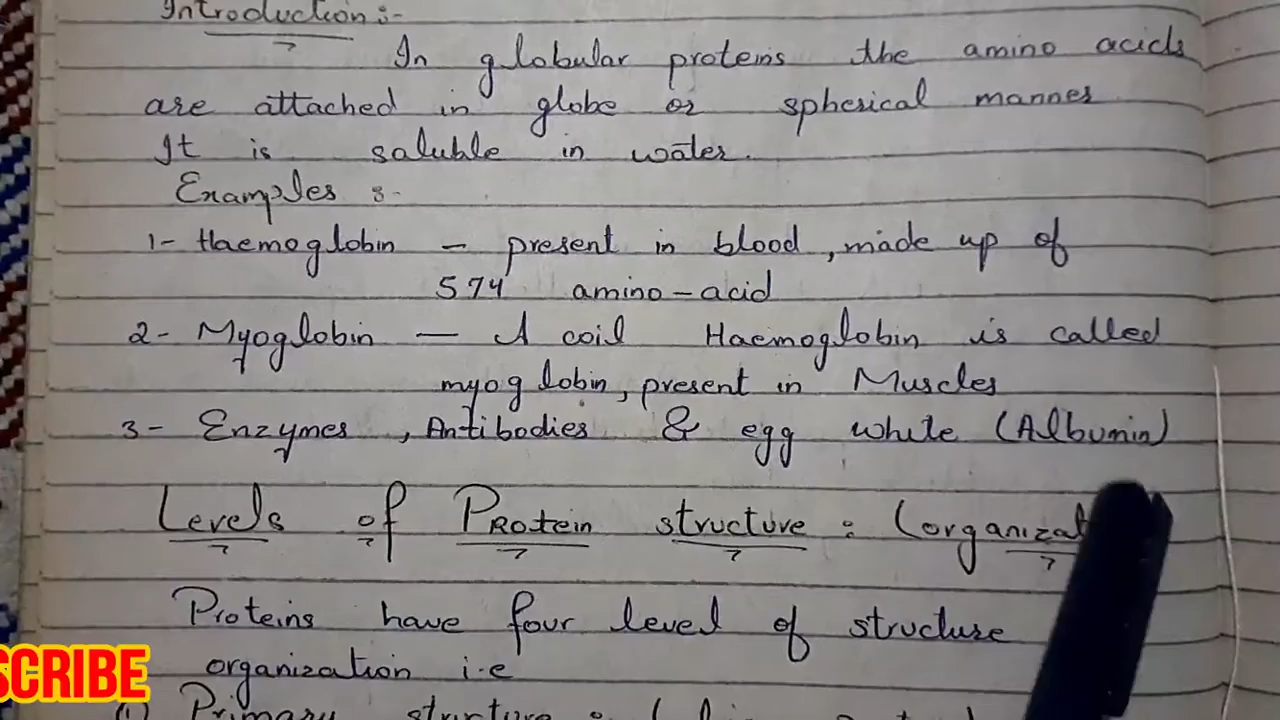 Introduction :-
In globular proteins the amino acids
are attached in globe or spherical manner
It is soluble in water.
Examples :-
1- Haemoglobin - present in blood, made up of
574 amino-acid
2- Myoglobin — A coil Haemoglobin is called
myoglobin, present in Muscles
3- Enzymes, Antibodies & egg white (Albumin)
Levels of Protein structure : (organizat
Proteins have four level of structure
organization i.e
(1) Primary structure :
SCRIBE